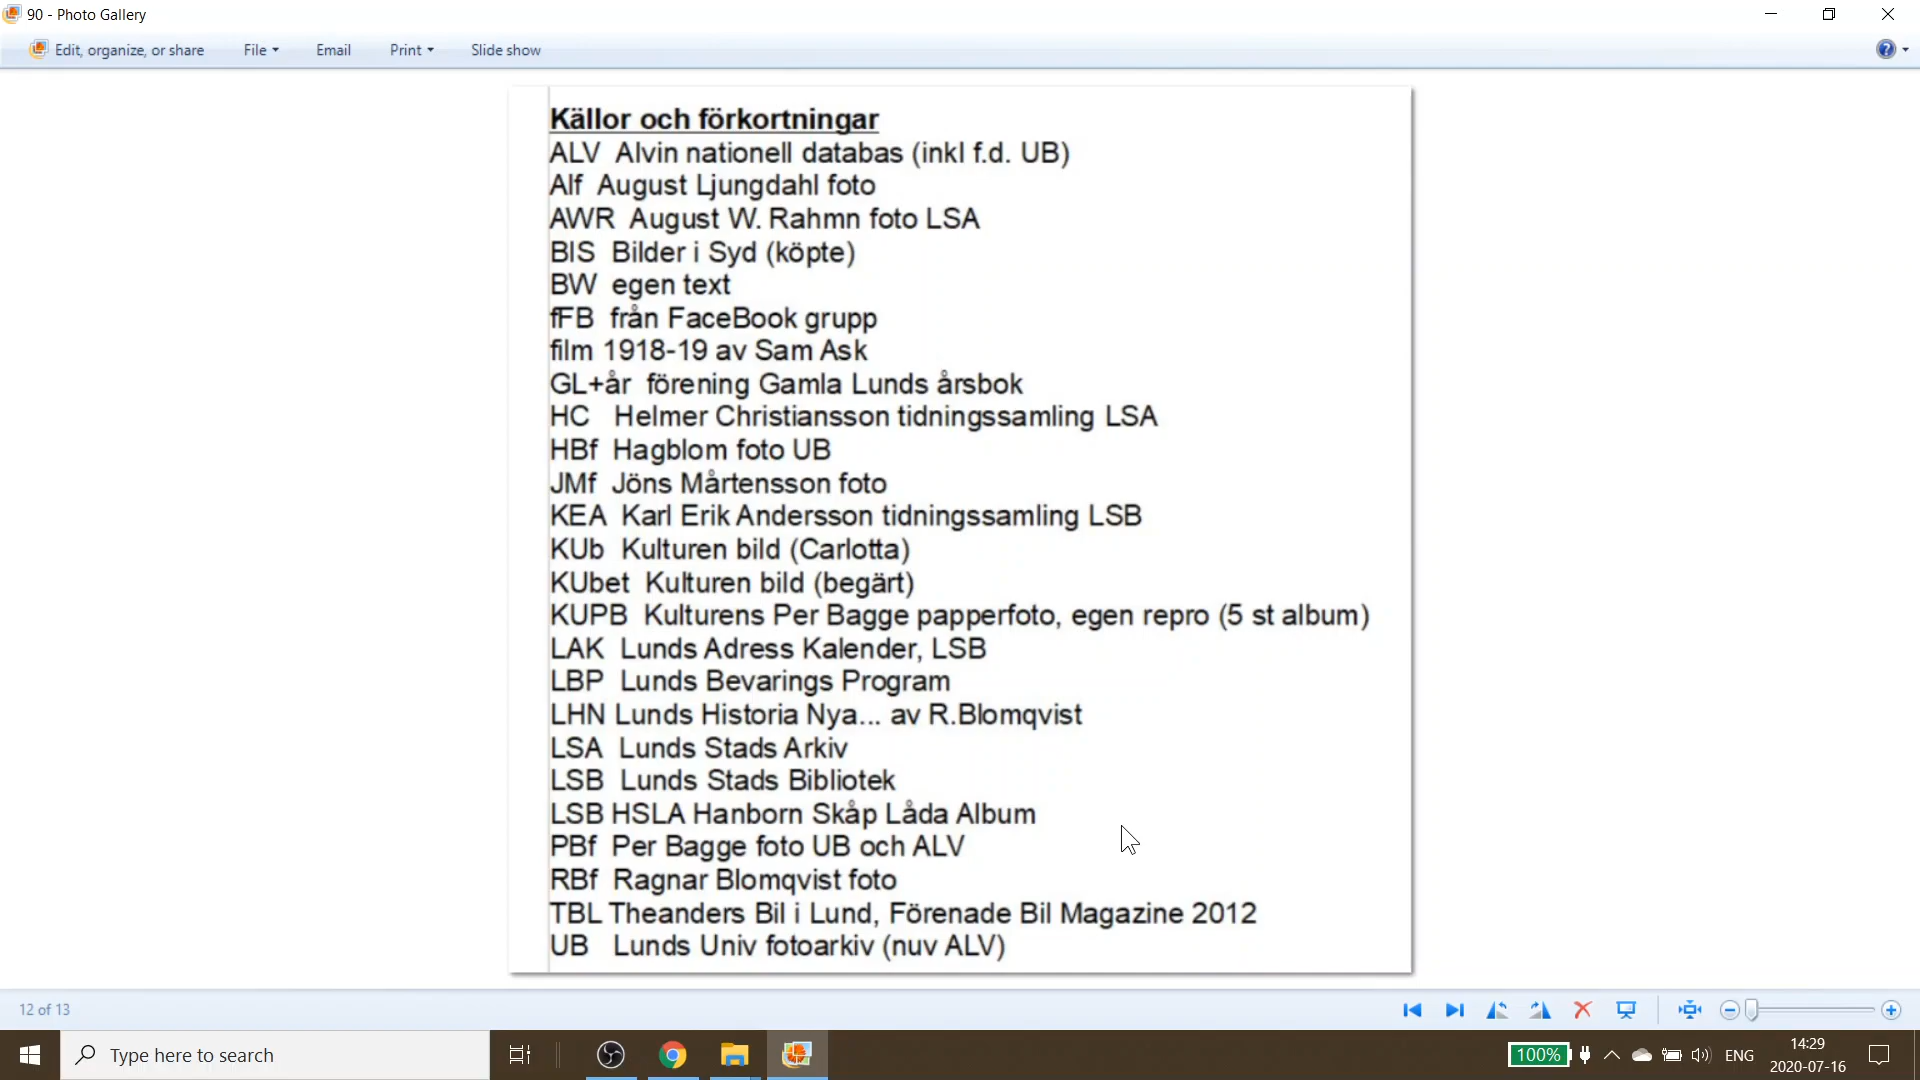 90 - Photo Gallery
Edit, organize, or share File Email Print Slide show
Källor och förkortningar
ALV Alvin nationell databas (inkl f.d. UB)
Alf August Ljungdahl foto
AWR August W. Rahmn foto LSA
BIS Bilder i Syd (köpte)
BW egen text
fFB från FaceBook grupp
film 1918-19 av Sam Ask
GL+år förening Gamla Lunds årsbok
HC Helmer Christiansson tidningssamling LSA
HBf Hagblom foto UB
JMf Jöns Mårtensson foto
KEA Karl Erik Andersson tidningssamling LSB
KUb Kulturen bild (Carlotta)
KUbet Kulturen bild (begärt)
KUPB Kulturens Per Bagge papperfoto, egen repro (5 st album)
LAK Lunds Adress Kalender, LSB
LBP Lunds Bevarings Program
LHN Lunds Historia Nya... av R.Blomqvist
LSA Lunds Stads Arkiv
LSB Lunds Stads Bibliotek
LSB HSLA Hanborn Skåp Låda Album
PBf Per Bagge foto UB och ALV
RBf Ragnar Blomqvist foto
TBL Theanders Bil i Lund, Förenade Bil Magazine 2012
UB Lunds Univ fotoarkiv (nuv ALV)
12 of 13
Type here to search
100% ENG
14:29
2020-07-16